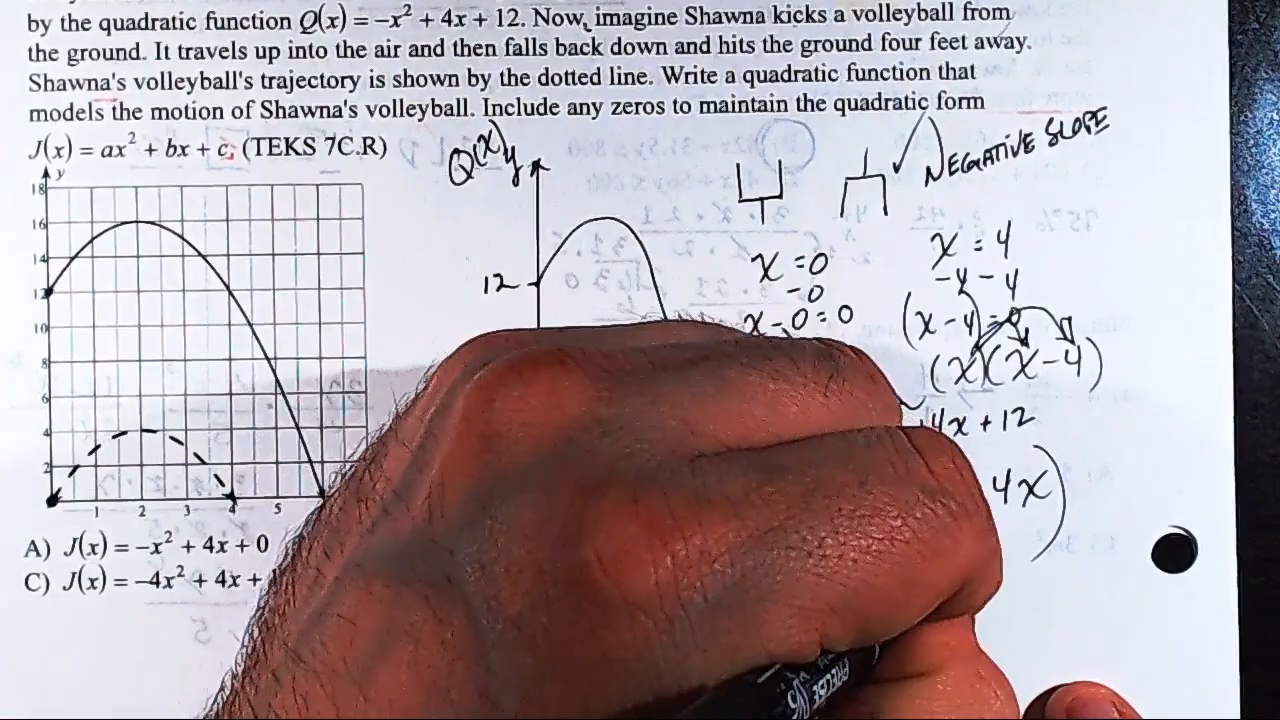 by the quadratic function Q(x) = –x² + 4x + 12. Now, imagine Shawna kicks a volleyball from
the ground. It travels up into the air and then falls back down and hits the ground four feet away.
Shawna's volleyball's trajectory is shown by the dotted line. Write a quadratic function that
models the motion of Shawna's volleyball. Include any zeros to maintain the quadratic form
J(x) = ax² + bx + c. (TEKS 7C.R)
Q(x) y
NEGATIVE SLOPE
y
18
16
14
12
10
8
6
4
2
1 2 3 4 5
12
x = 0
-0
x - 0 = 0
x = 4
-4 -4
(x - 4) = 0
(x)(x - 4)
4x + 12
4x)
A) J(x) = –x² + 4x + 0
C) J(x) = –4x² + 4x +
PRECISE V5